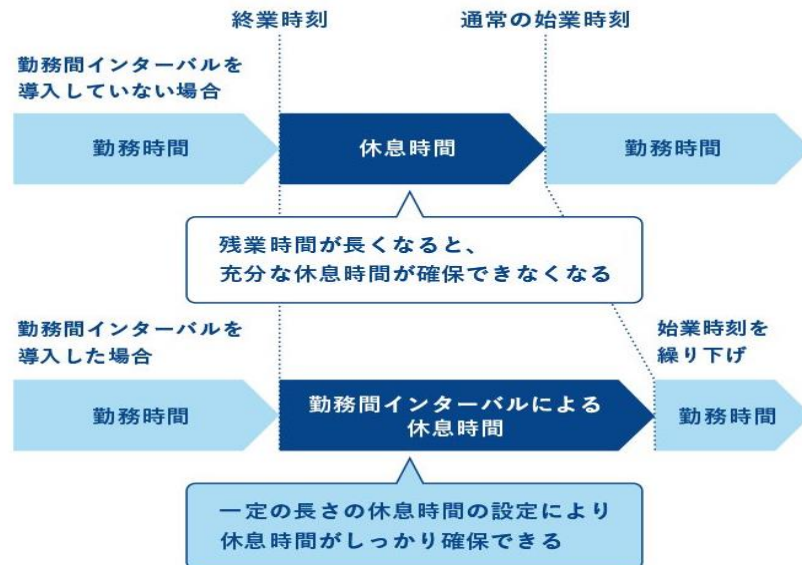 終業時刻
通常の始業時刻
勤務間インターバルを
導入していない場合
勤務時間
休息時間
勤務時間
残業時間が長くなると、
充分な休息時間が確保できなくなる
勤務間インターバルを
導入した場合
始業時刻を
繰り下げ
勤務時間
勤務間インターバルによる
休息時間
勤務時間
一定の長さの休息時間の設定により
休息時間がしっかり確保できる